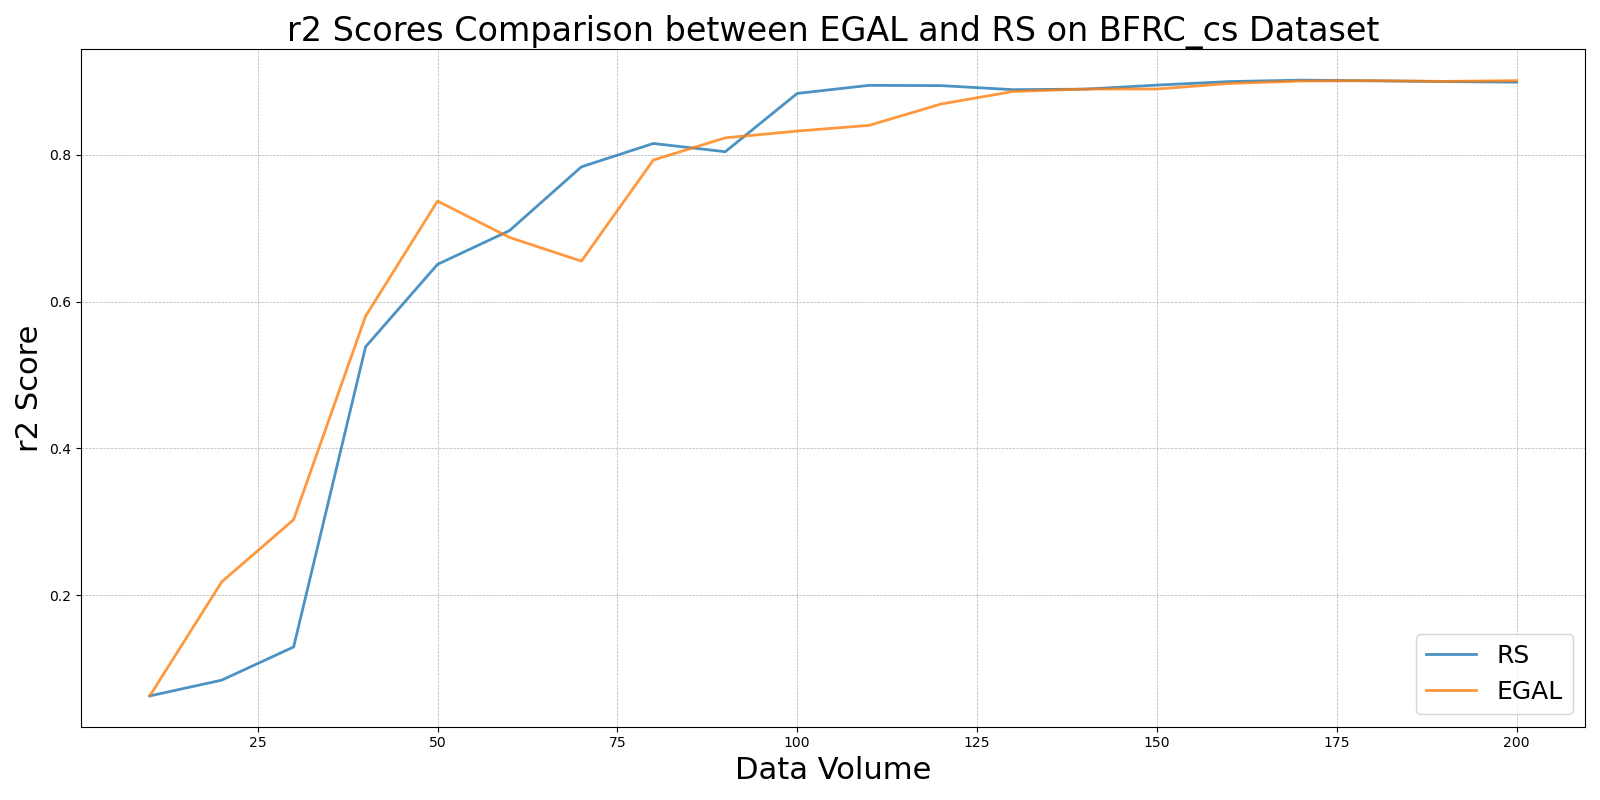 r2 Scores Comparison between EGAL and RS on BFRC_cs Dataset
r2 Score
0.8
0.6
0.4
0.2
25 50 75 100 125 150 175 200
Data Volume
RS
EGAL